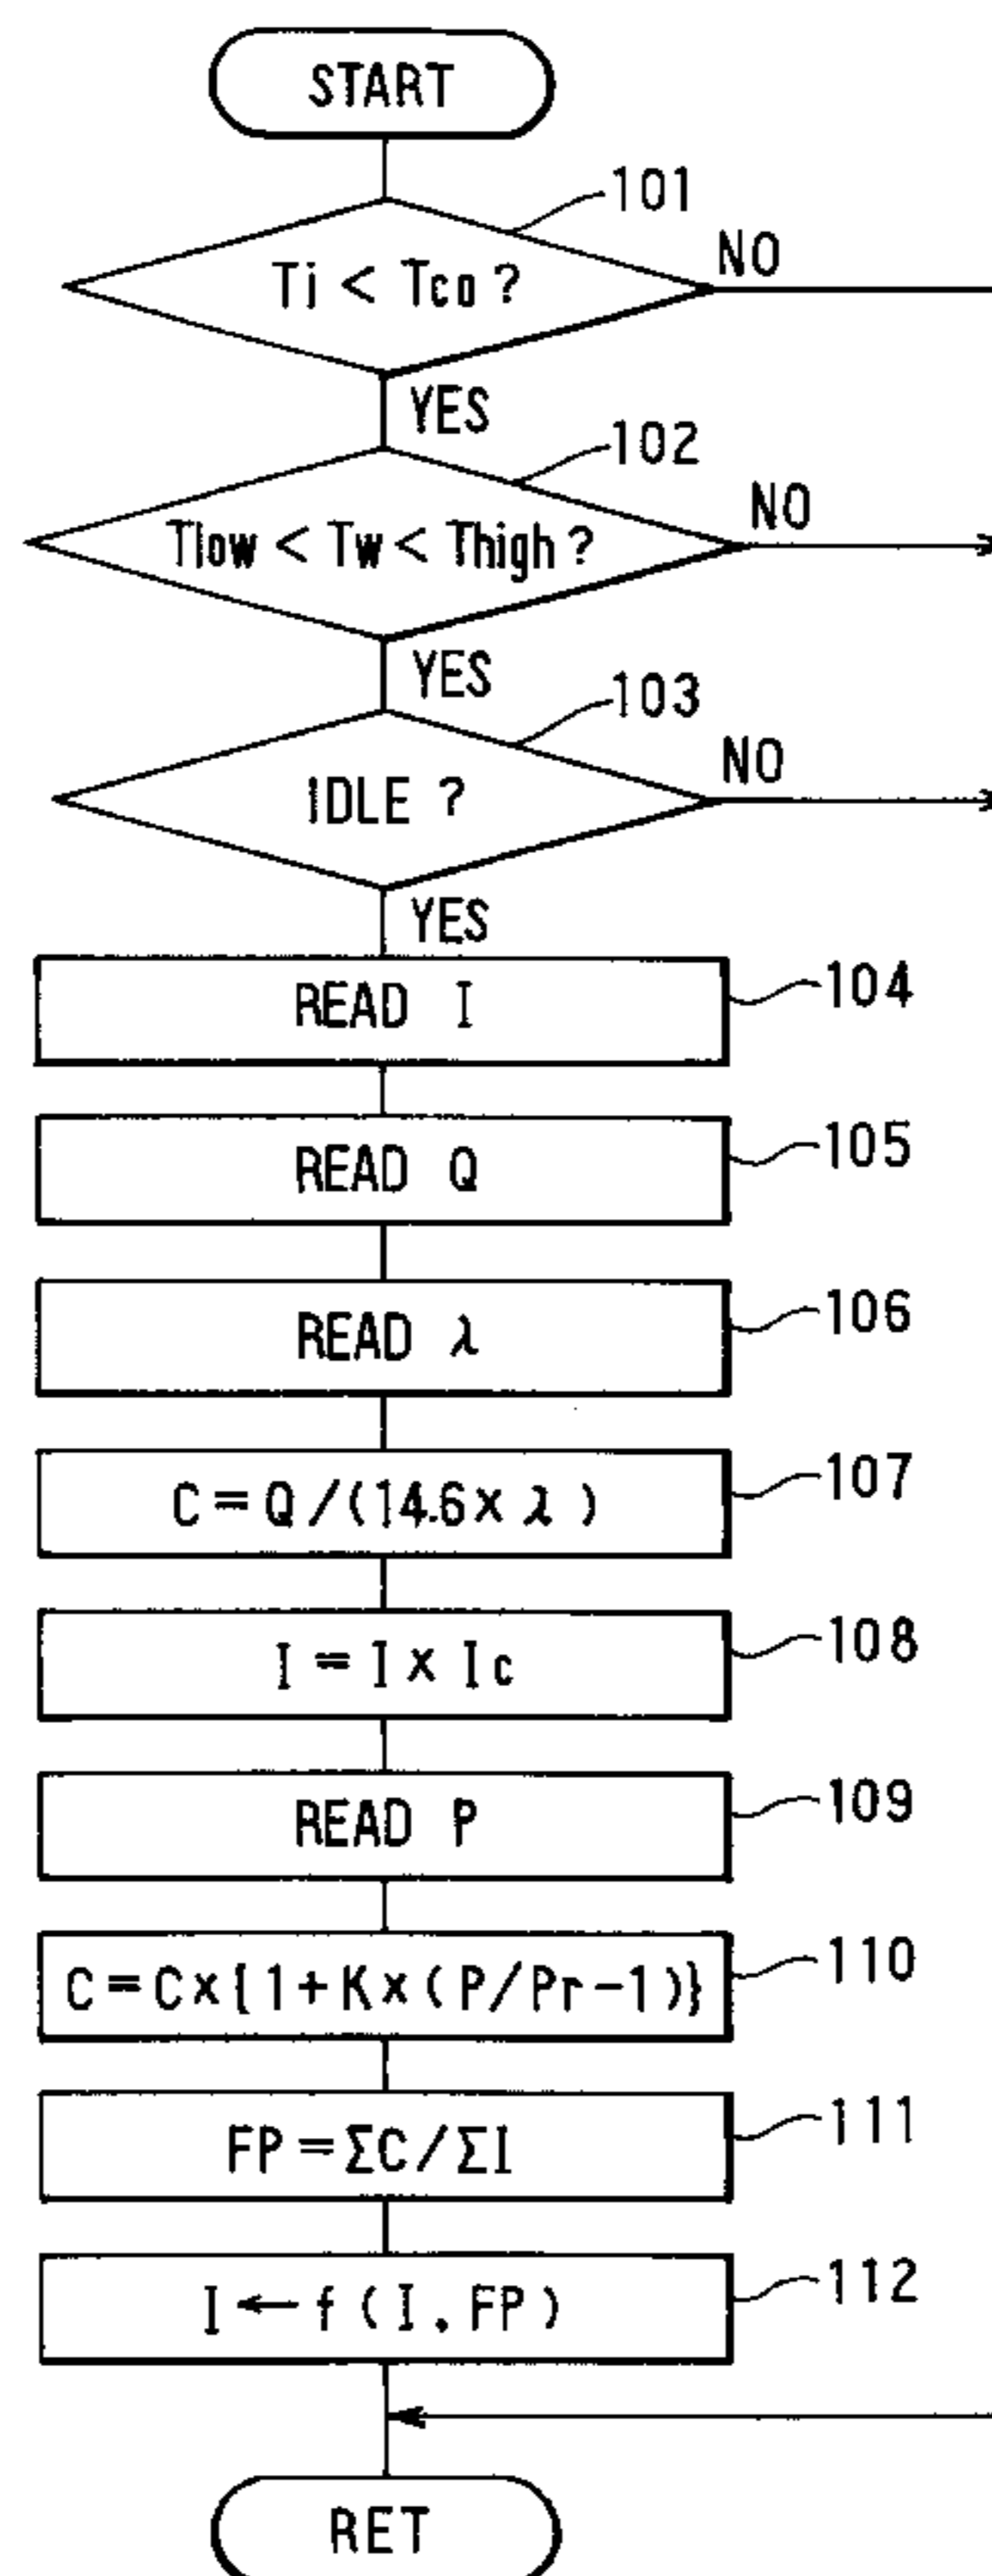 START
101
Ti < Tco ?
NO
YES
102
Tlow < Tw < Thigh ?
NO
YES
103
IDLE ?
NO
YES
READ I
104
READ Q
105
READ λ
106
C = Q / (14.6 × λ )
107
I = I × Ic
108
READ P
109
C = C × { 1 + K × ( P / Pr - 1 ) }
110
FP = ΣC / ΣI
111
I ← f ( I , FP )
112
RET